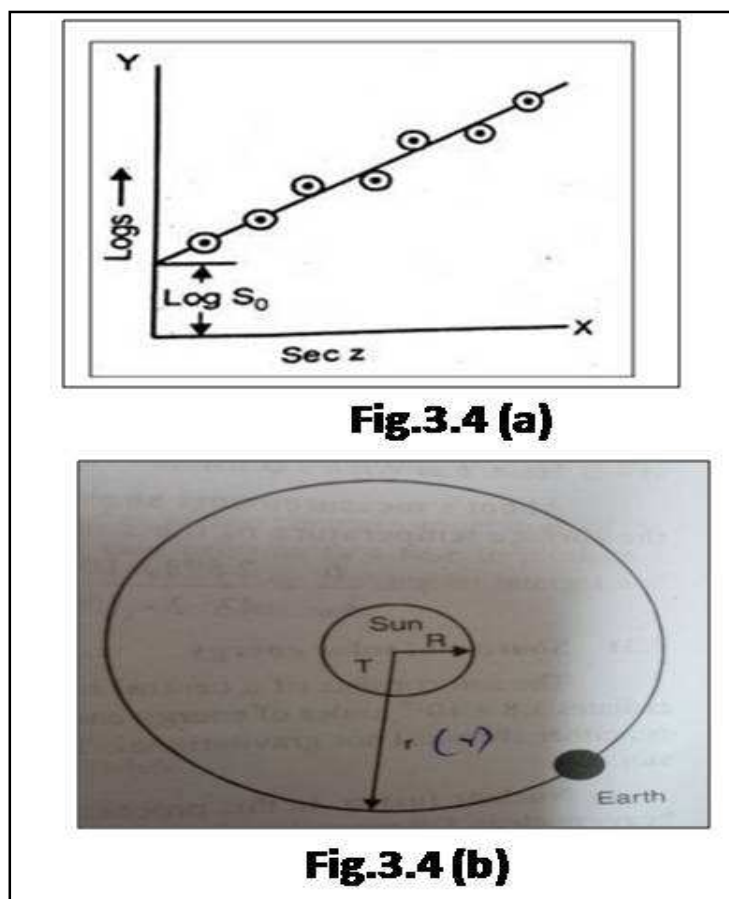 Y
Logs
Log S₀
X
Sec z
Fig.3.4 (a)
Sun
R
T
r (r)
Earth
Fig.3.4 (b)